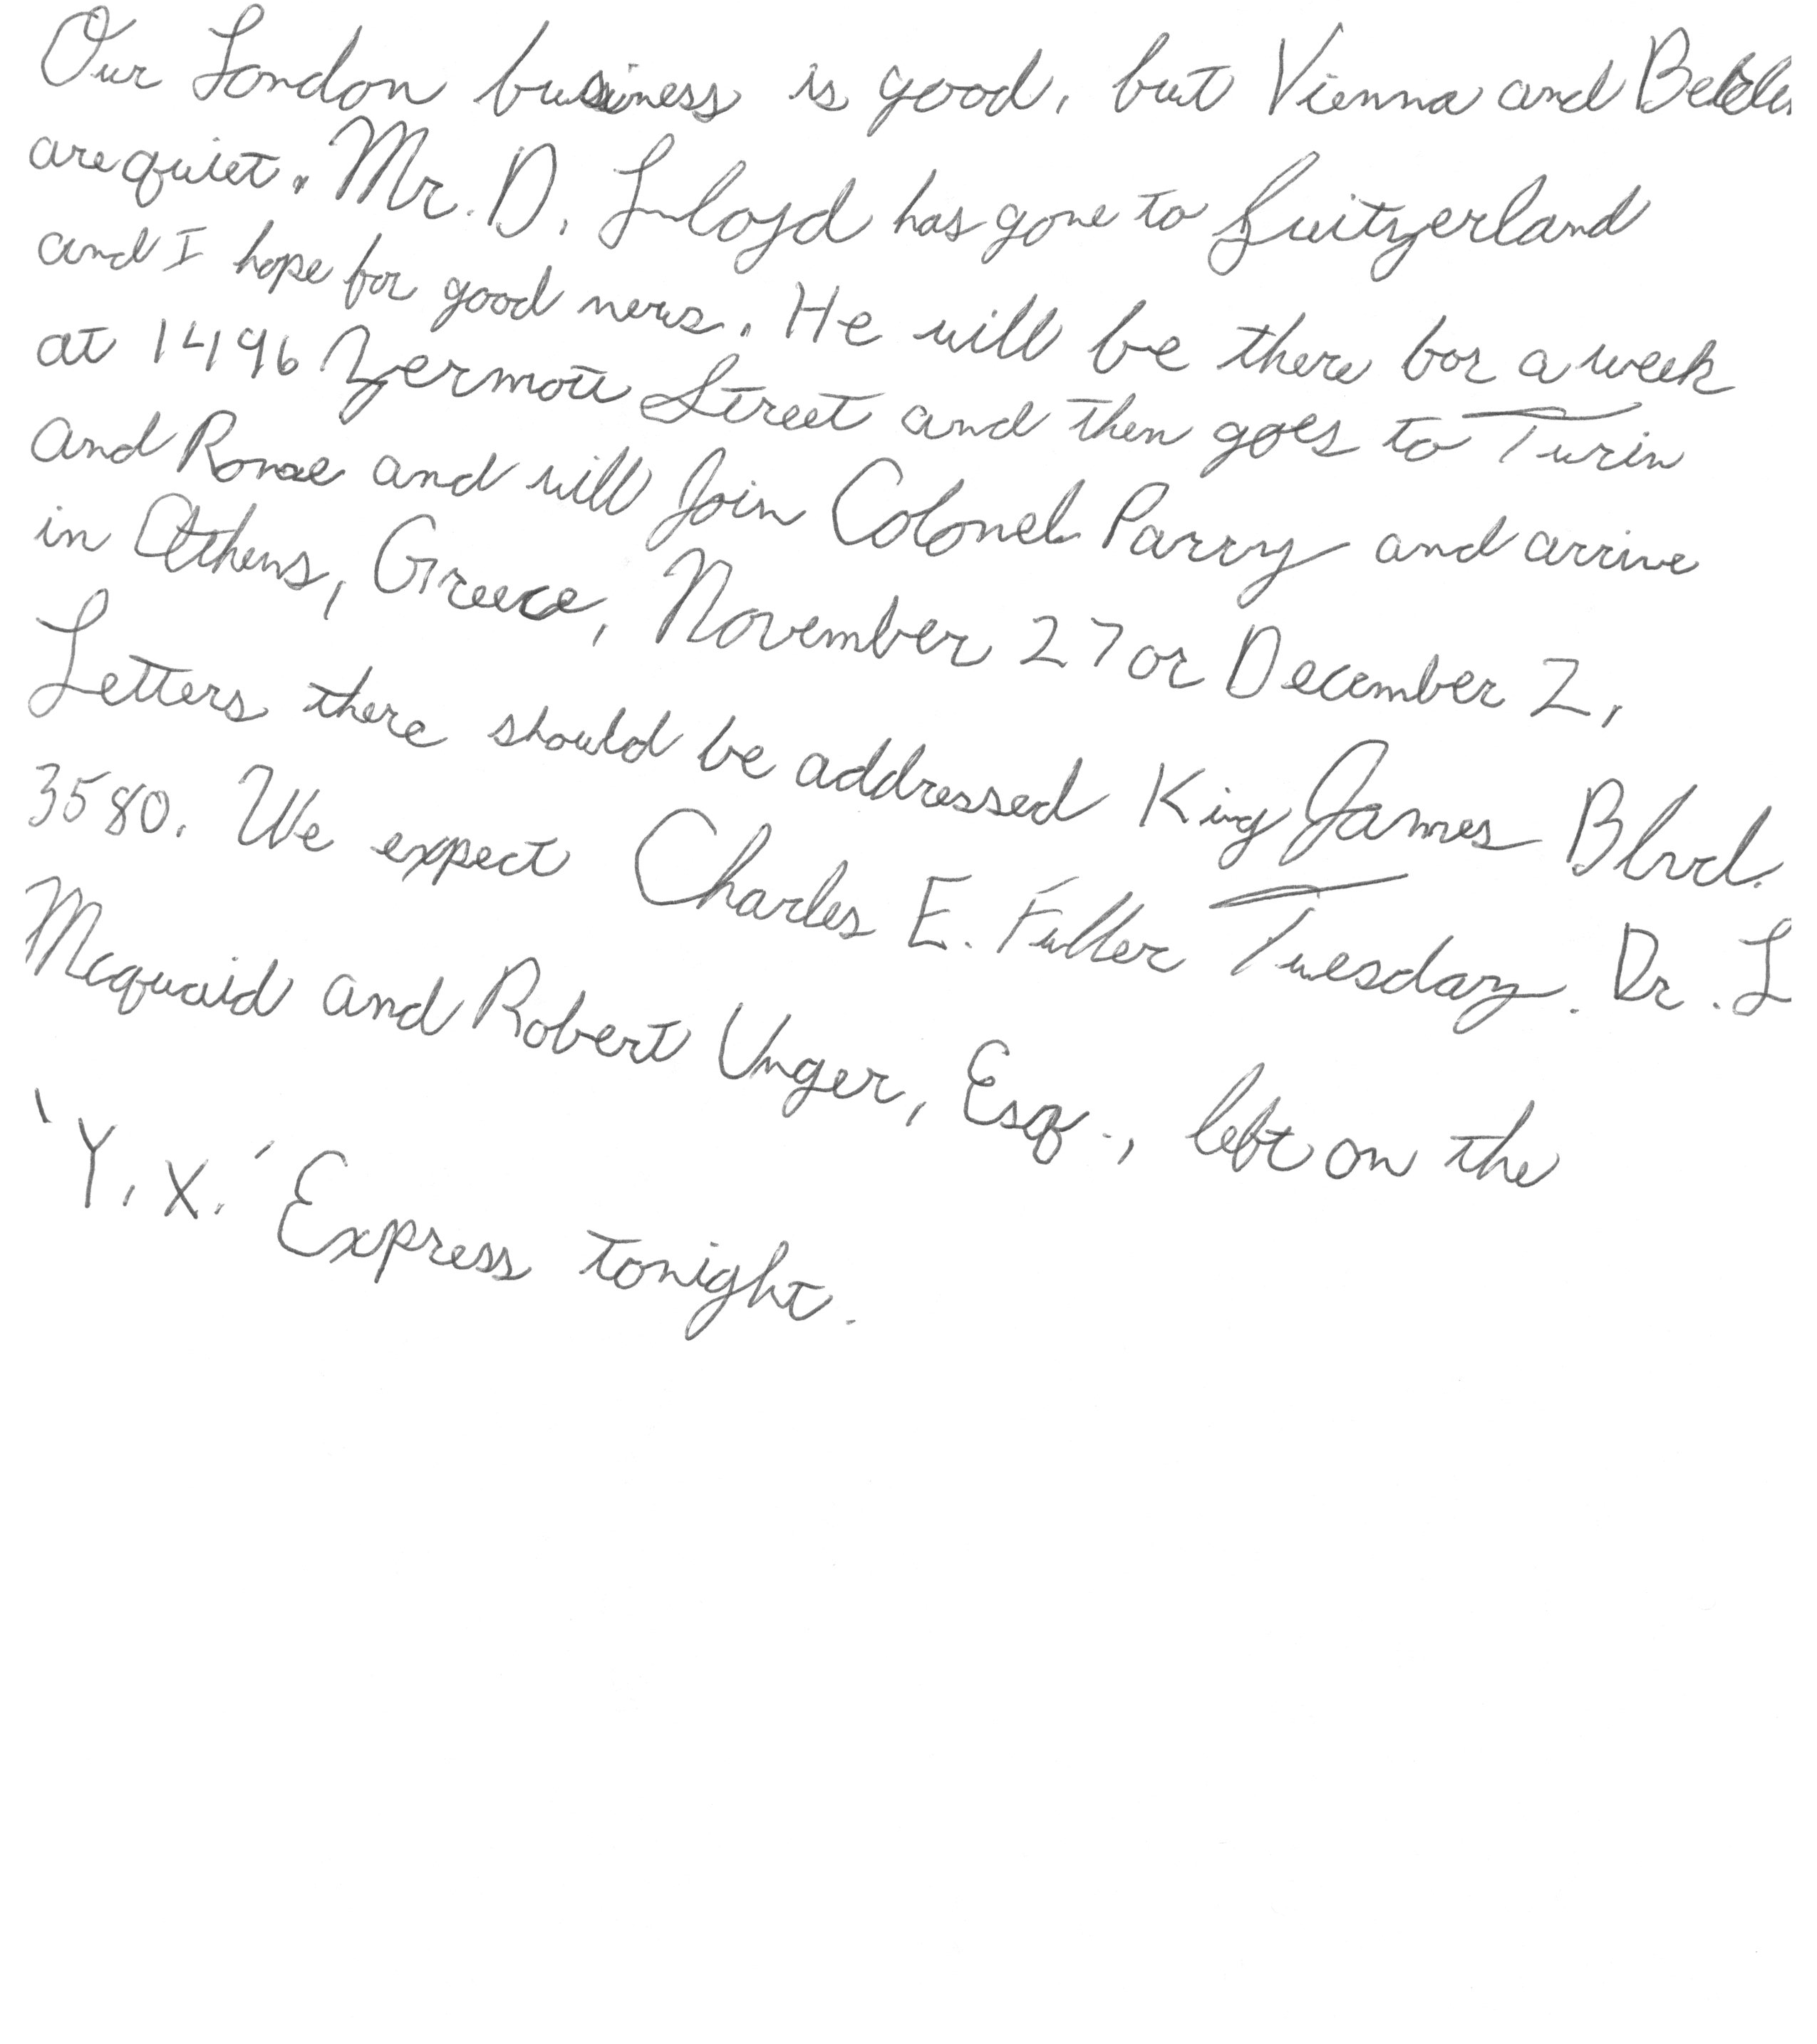 Our London business is good, but Vienna and
are quiet. Mr. D. Lloyd has gone to Switzerland
and I hope for good news. He will be there for a week
at 1496 Zermott Street and then goes to Turin
and Rome and will Join Colonel Parry and arrive
in Athens, Greece, November 27 or December 2,
Letters there should be addressed King James Blvd.
3580. We expect Charles E. Fuller Tuesday. Dr. L
Mcquaid and Robert Unger, Esq., left on the
'Y. X.' Express tonight.